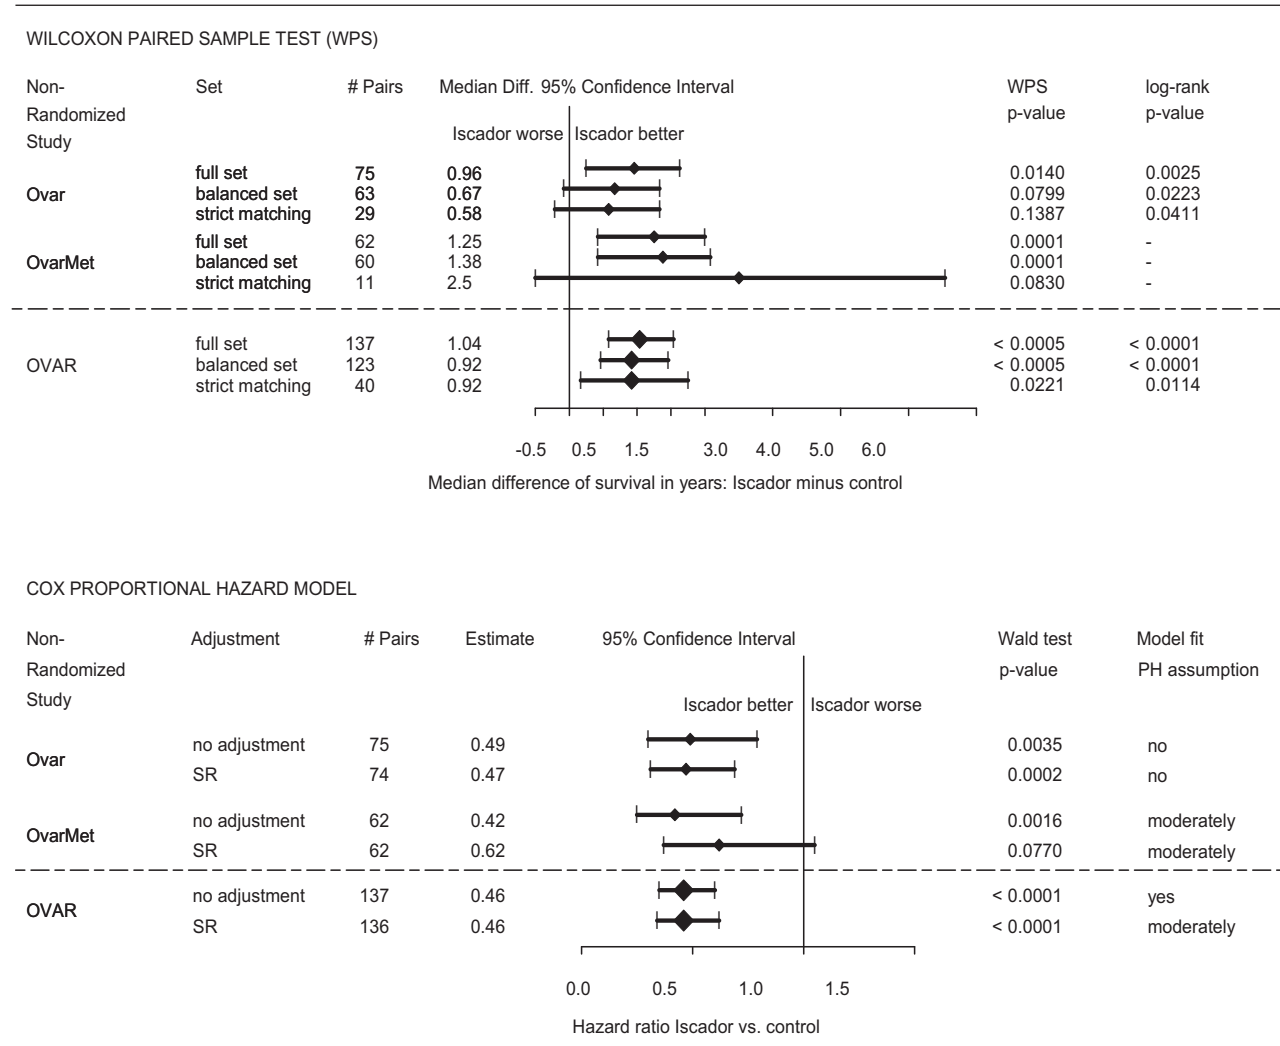 WILCOXON PAIRED SAMPLE TEST (WPS)
Non- Set # Pairs Median Diff. 95% Confidence Interval WPS log-rank
Randomized p-value p-value
Study Iscador worse Iscador better
full set 75 0.96 0.0140 0.0025
Ovar balanced set 63 0.67 0.0799 0.0223
strict matching 29 0.58 0.1387 0.0411
full set 62 1.25 0.0001 -
OvarMet balanced set 60 1.38 0.0001 -
strict matching 11 2.5 0.0830 -
full set 137 1.04 < 0.0005 < 0.0001
OVAR balanced set 123 0.92 < 0.0005 < 0.0001
strict matching 40 0.92 0.0221 0.0114
-0.5 0.5 1.5 3.0 4.0 5.0 6.0
Median difference of survival in years: Iscador minus control
COX PROPORTIONAL HAZARD MODEL
Non- Adjustment # Pairs Estimate 95% Confidence Interval Wald test Model fit
Randomized p-value PH assumption
Study Iscador better Iscador worse
no adjustment 75 0.49 0.0035 no
Ovar
SR 74 0.47 0.0002 no
no adjustment 62 0.42 0.0016 moderately
OvarMet
SR 62 0.62 0.0770 moderately
no adjustment 137 0.46 < 0.0001 yes
OVAR
SR 136 0.46 < 0.0001 moderately
0.0 0.5 1.0 1.5
Hazard ratio Iscador vs. control